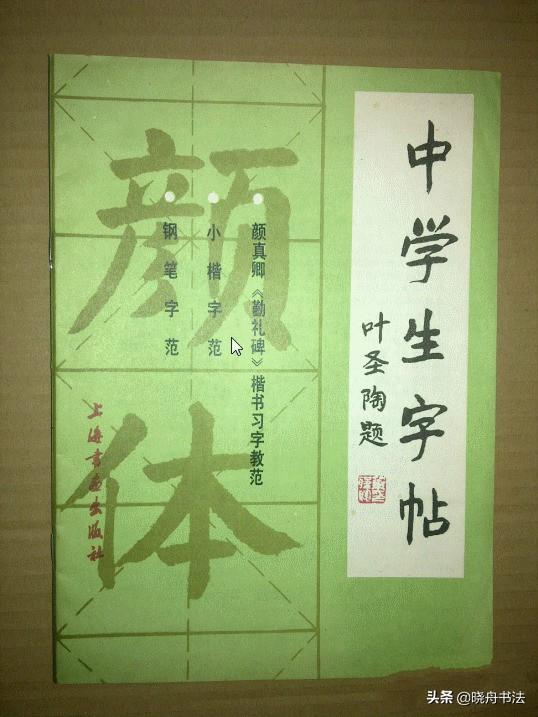 中学生字帖
叶圣陶题
颜真卿《勤礼碑》楷书习字教范
小楷字范
钢笔字范
颜体
上海书画出版社
头条 @晓舟书法